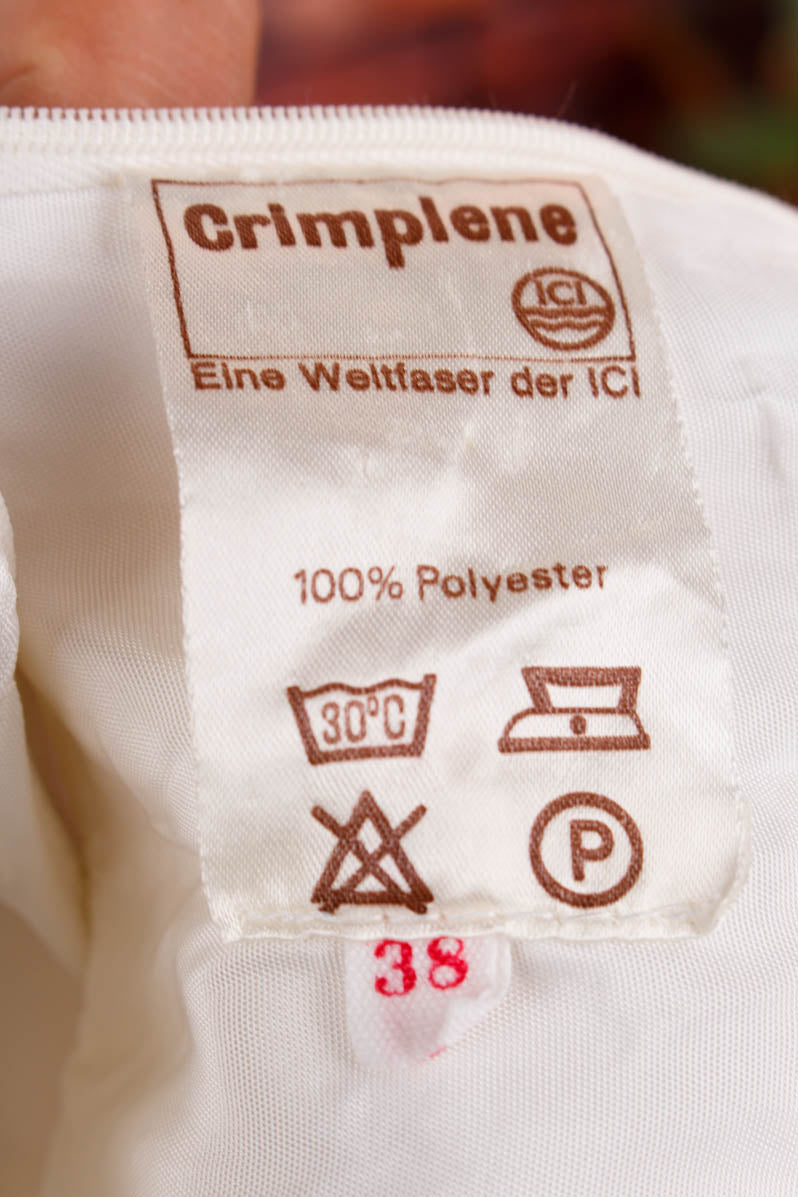 Crimplene
ICI
Eine Weltfaser der ICI
100% Polyester
30°C
P
38